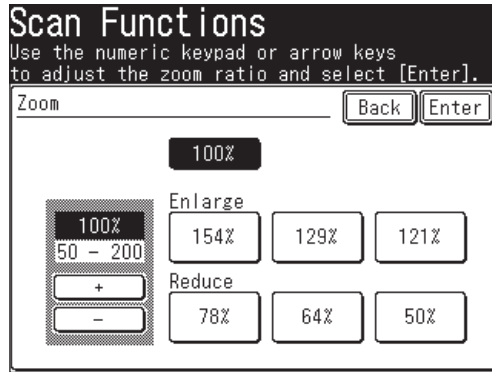 Scan Functions
Use the numeric keypad or arrow keys
to adjust the zoom ratio and select [Enter].
Zoom
Back
Enter
100%
100%
50 - 200
+
-
Enlarge
154%
129%
121%
Reduce
78%
64%
50%